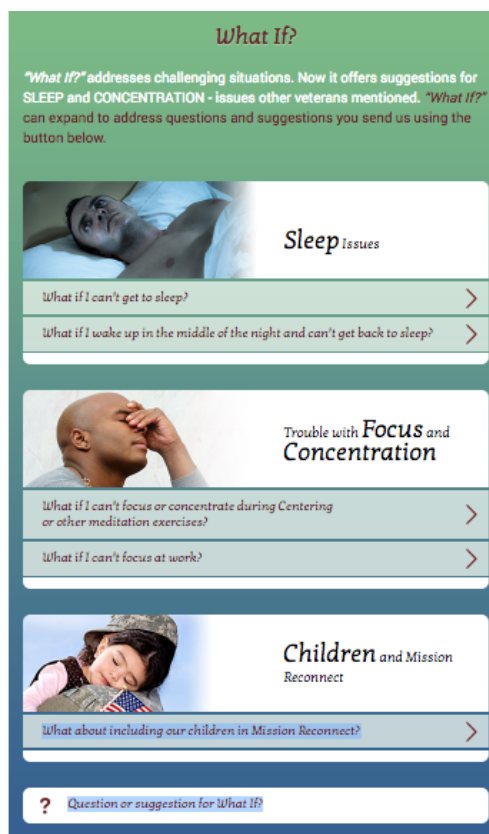 What If?
"What If?" addresses challenging situations. Now it offers suggestions for
SLEEP and CONCENTRATION - issues other veterans mentioned. "What If?"
can expand to address questions and suggestions you send us using the
button below.
Sleep Issues
What if I can't get to sleep?
What if I wake up in the middle of the night and can't get back to sleep?
Trouble with Focus and
Concentration
What if I can't focus or concentrate during Centering
or other meditation exercises?
What if I can't focus at work?
Children and Mission
Reconnect
What about including our children in Mission Reconnect?
? Question or suggestion for What If?